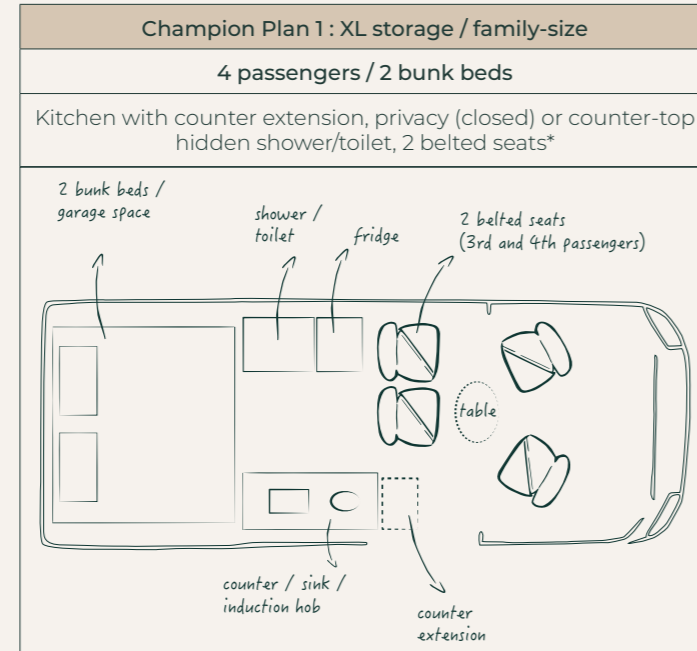 Champion Plan 1 : XL storage / family-size
4 passengers / 2 bunk beds
Kitchen with counter extension, privacy (closed) or counter-top
hidden shower/toilet, 2 belted seats*
2 bunk beds /
garage space
shower /
toilet
fridge
2 belted seats
(3rd and 4th passengers)
table
counter / sink /
induction hob
counter
extension